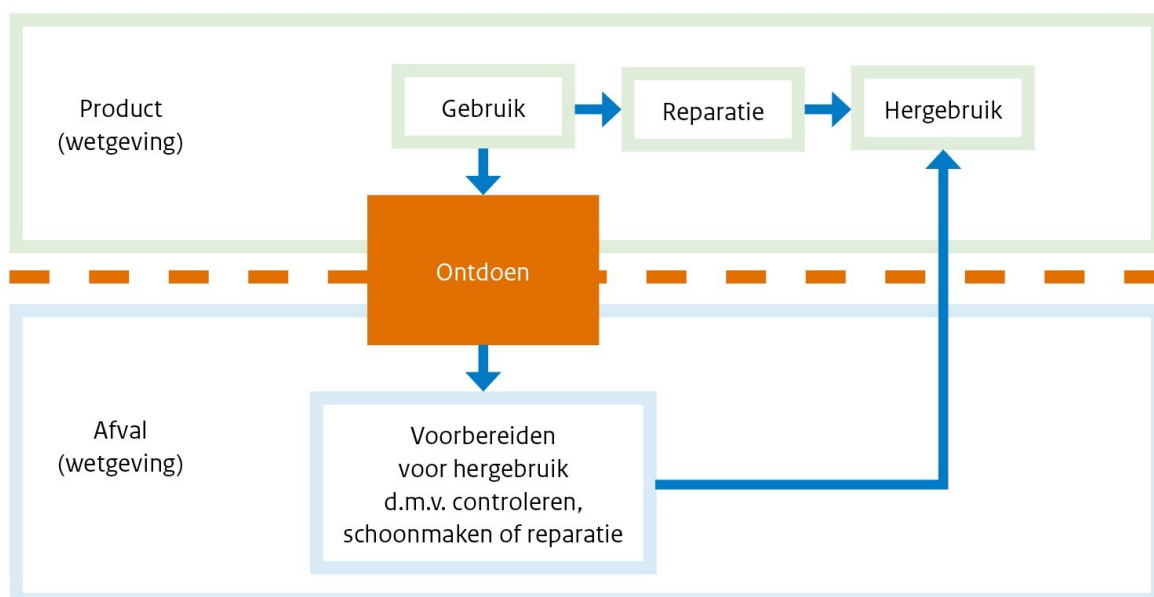 Product
(wetgeving)
Gebruik
Reparatie
Hergebruik
Ontdoen
Afval
(wetgeving)
Voorbereiden
voor hergebruik
d.m.v. controleren,
schoonmaken of reparatie